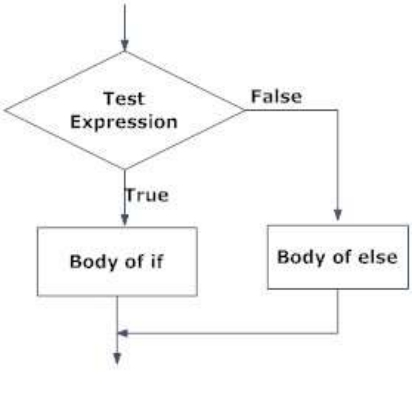 Test
Expression
False
True
Body of if
Body of else